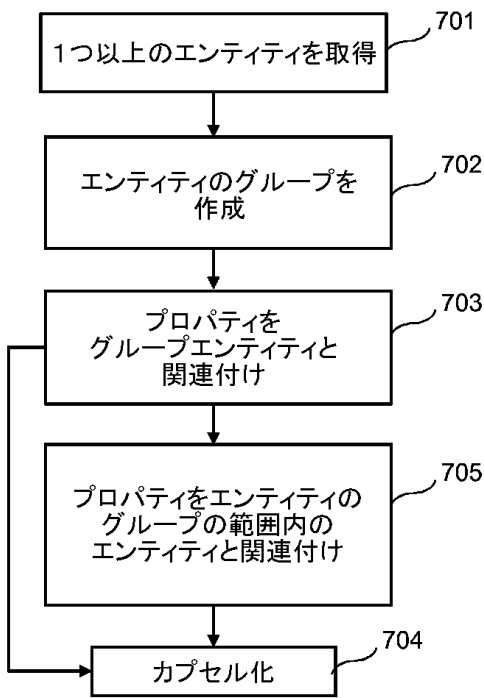 701
1つ以上のエンティティを取得
702
エンティティのグループを
作成
703
プロパティを
グループエンティティと
関連付け
705
プロパティをエンティティの
グループの範囲内の
エンティティと関連付け
704
カプセル化